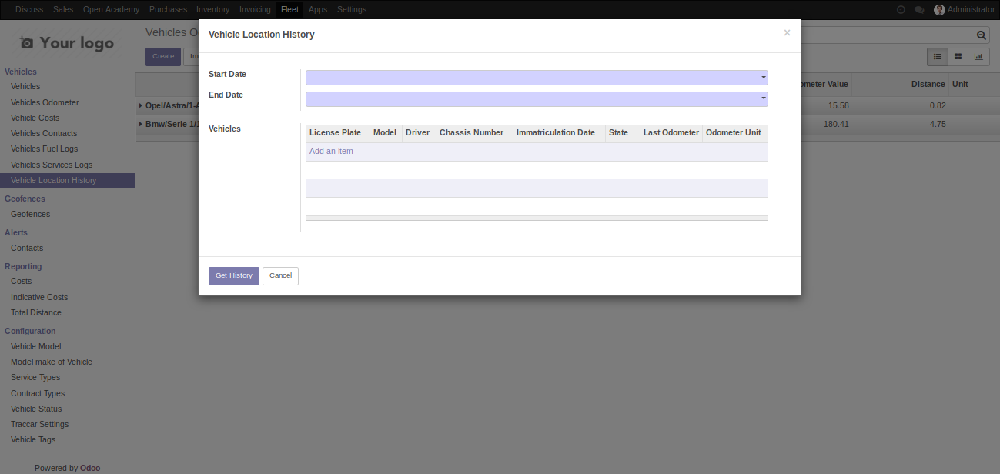 Discuss Sales Open Academy Purchases Inventory Invoicing Fleet Apps Settings Administrator
Your logo
Vehicles
Vehicles
Vehicles Odometer
Vehicle Costs
Vehicles Contracts
Vehicles Fuel Logs
Vehicles Services Logs
Vehicle Location History
Geofences
Geofences
Alerts
Contacts
Reporting
Costs
Indicative Costs
Total Distance
Configuration
Vehicle Model
Model make of Vehicle
Service Types
Contract Types
Vehicle Status
Traccar Settings
Vehicle Tags
Powered by Odoo
Vehicles O
Create Im
ometer Value Distance Unit
Opel/Astra/1-A 15.58 0.82
Bmw/Serie 1/1 180.41 4.75
Vehicle Location History ×
Start Date
End Date
Vehicles
License Plate Model Driver Chassis Number Immatriculation Date State Last Odometer Odometer Unit
Add an item
Get History Cancel